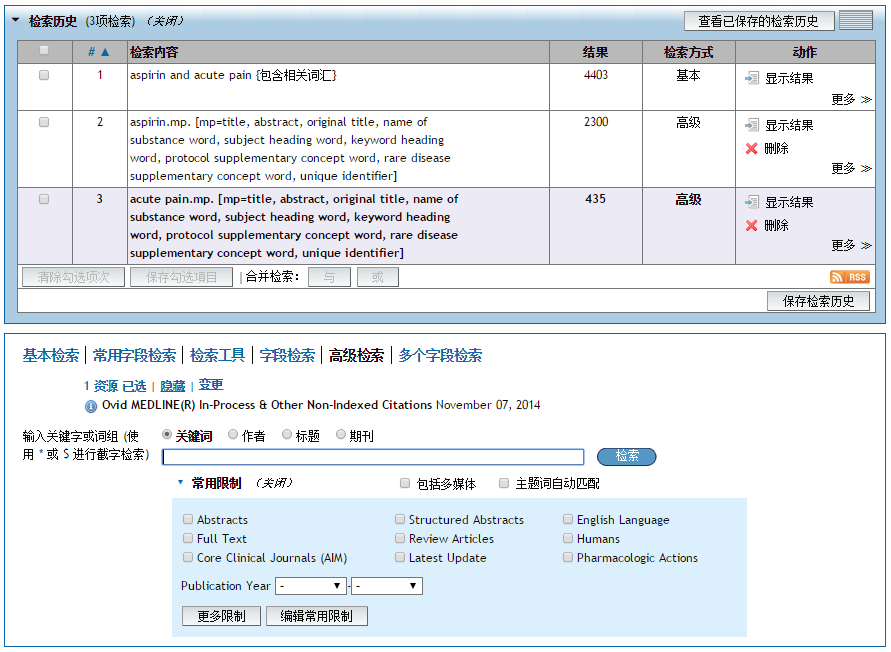 检索历史 (3项检索) (关闭) 查看已保存的检索历史
# ▲ 检索内容 结果 检索方式 动作
1 aspirin and acute pain {包含相关词汇} 4403 基本 显示结果
更多 ≫
2 aspirin.mp. [mp=title, abstract, original title, name of 2300 高级 显示结果
substance word, subject heading word, keyword heading
删除
word, protocol supplementary concept word, rare disease
更多 ≫
supplementary concept word, unique identifier]
3 acute pain.mp. [mp=title, abstract, original title, name of 435 高级 显示结果
substance word, subject heading word, keyword heading
删除
word, protocol supplementary concept word, rare disease
更多 ≫
supplementary concept word, unique identifier]
清除勾选项次 保存勾选項目 | 合并检索: 与 或 RSS
保存检索历史
基本检索 | 常用字段检索 | 检索工具 | 字段检索 | 高级检索 | 多个字段检索
1 资源 已选 | 隐藏 | 变更
Ovid MEDLINE(R) In-Process & Other Non-Indexed Citations November 07, 2014
输入关键字或词组 (使 关键词 作者 标题 期刊
用 * 或 $ 进行截字检索) 检索
常用限制 (关闭) 包括多媒体 主题词自动匹配
Abstracts Structured Abstracts English Language
Full Text Review Articles Humans
Core Clinical Journals (AIM) Latest Update Pharmacologic Actions
Publication Year - - -
更多限制 编辑常用限制